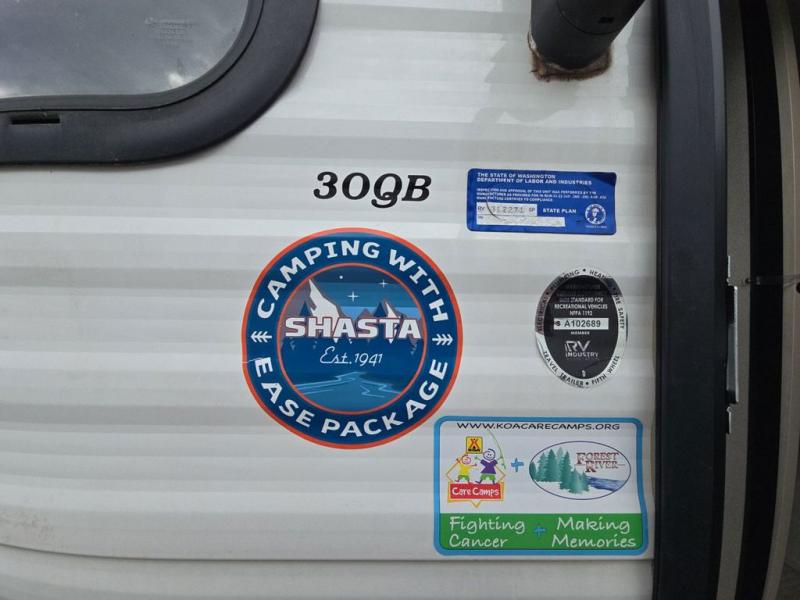 30QB
THE STATE OF WASHINGTON
DEPARTMENT OF LABOR AND INDUSTRIES
STATE PLAN
CAMPING WITH
SHASTA
Est. 1941
EASE PACKAGE
STANDARD FOR
RECREATIONAL VEHICLES
NFPA 1192
A102689
MEMBER
RV
INDUSTRY
TRAVEL TRAILER FIFTH WHEEL
WWW.KOACARECAMPS.ORG
Care Camps
+
FOREST
RIVER
Fighting + Making
Cancer Memories